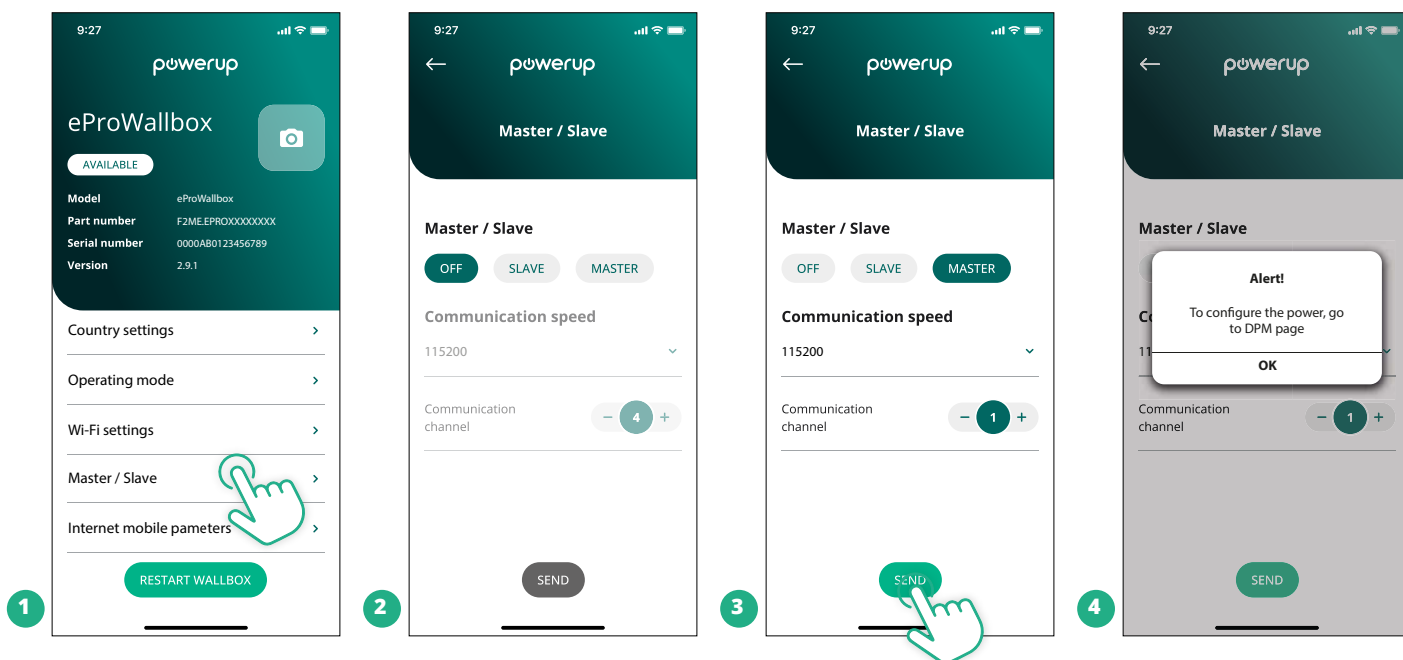 9:27
powerup
eProWallbox
AVAILABLE
Model eProWallbox
Part number F2ME.EPROXXXXXXXX
Serial number 0000AB0123456789
Version 2.9.1
Country settings
Operating mode
Wi-Fi settings
Master / Slave
Internet mobile pameters
RESTART WALLBOX
1
9:27
powerup
Master / Slave
Master / Slave
OFF SLAVE MASTER
Communication speed
115200
Communication
channel
− 4 +
SEND
2
9:27
powerup
Master / Slave
Master / Slave
OFF SLAVE MASTER
Communication speed
115200
Communication
channel
− 1 +
SEND
3
9:27
powerup
Master / Slave
Master / Slave
Alert!
To configure the power, go
to DPM page
OK
C
11
Communication
channel
− 1 +
SEND
4